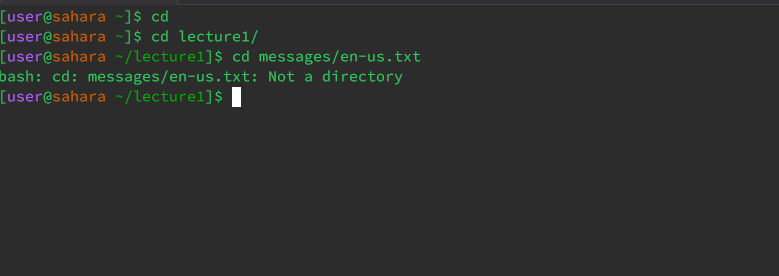 [user@sahara ~]$ cd
[user@sahara ~]$ cd lecture1/
[user@sahara ~/lecture1]$ cd messages/en-us.txt
bash: cd: messages/en-us.txt: Not a directory
[user@sahara ~/lecture1]$